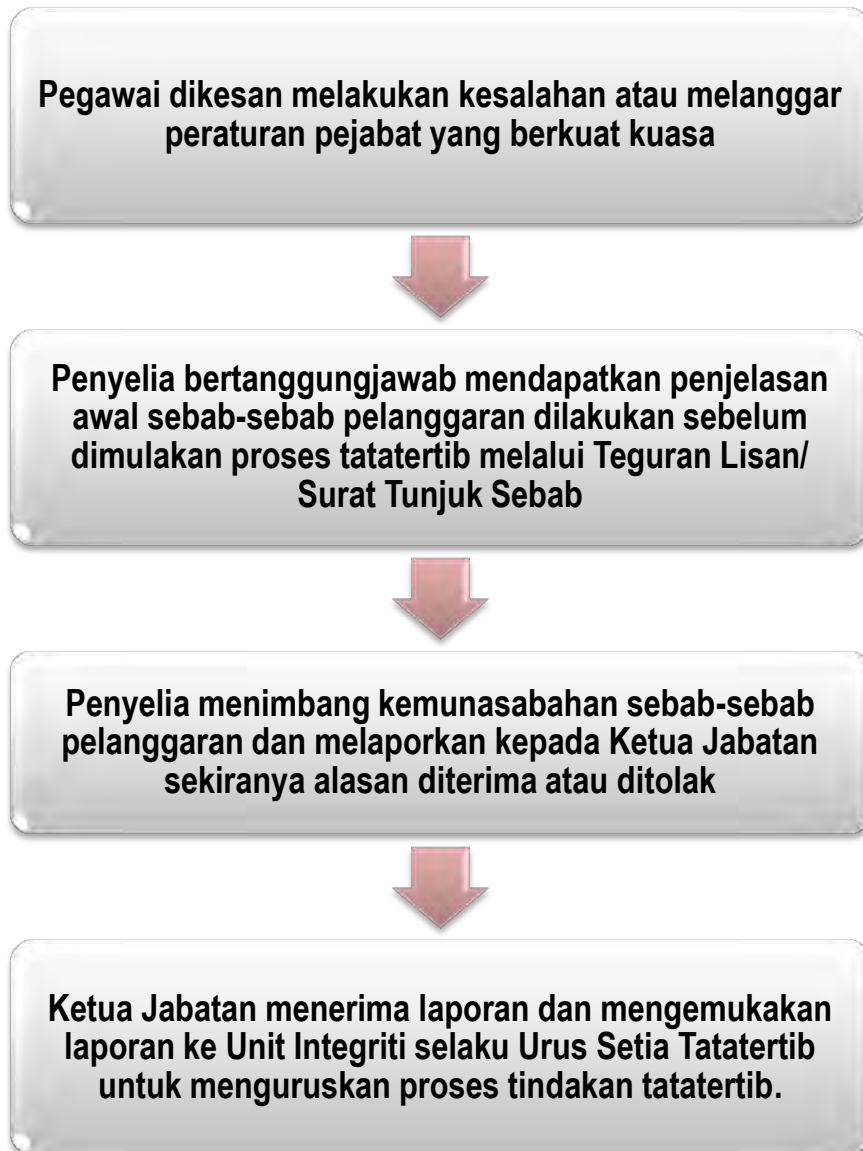 Pegawai dikesan melakukan kesalahan atau melanggar
peraturan pejabat yang berkuat kuasa
Penyelia bertanggungjawab mendapatkan penjelasan
awal sebab-sebab pelanggaran dilakukan sebelum
dimulakan proses tatatertib melalui Teguran Lisan/
Surat Tunjuk Sebab
Penyelia menimbang kemunasabahan sebab-sebab
pelanggaran dan melaporkan kepada Ketua Jabatan
sekiranya alasan diterima atau ditolak
Ketua Jabatan menerima laporan dan mengemukakan
laporan ke Unit Integriti selaku Urus Setia Tatatertib
untuk menguruskan proses tindakan tatatertib.